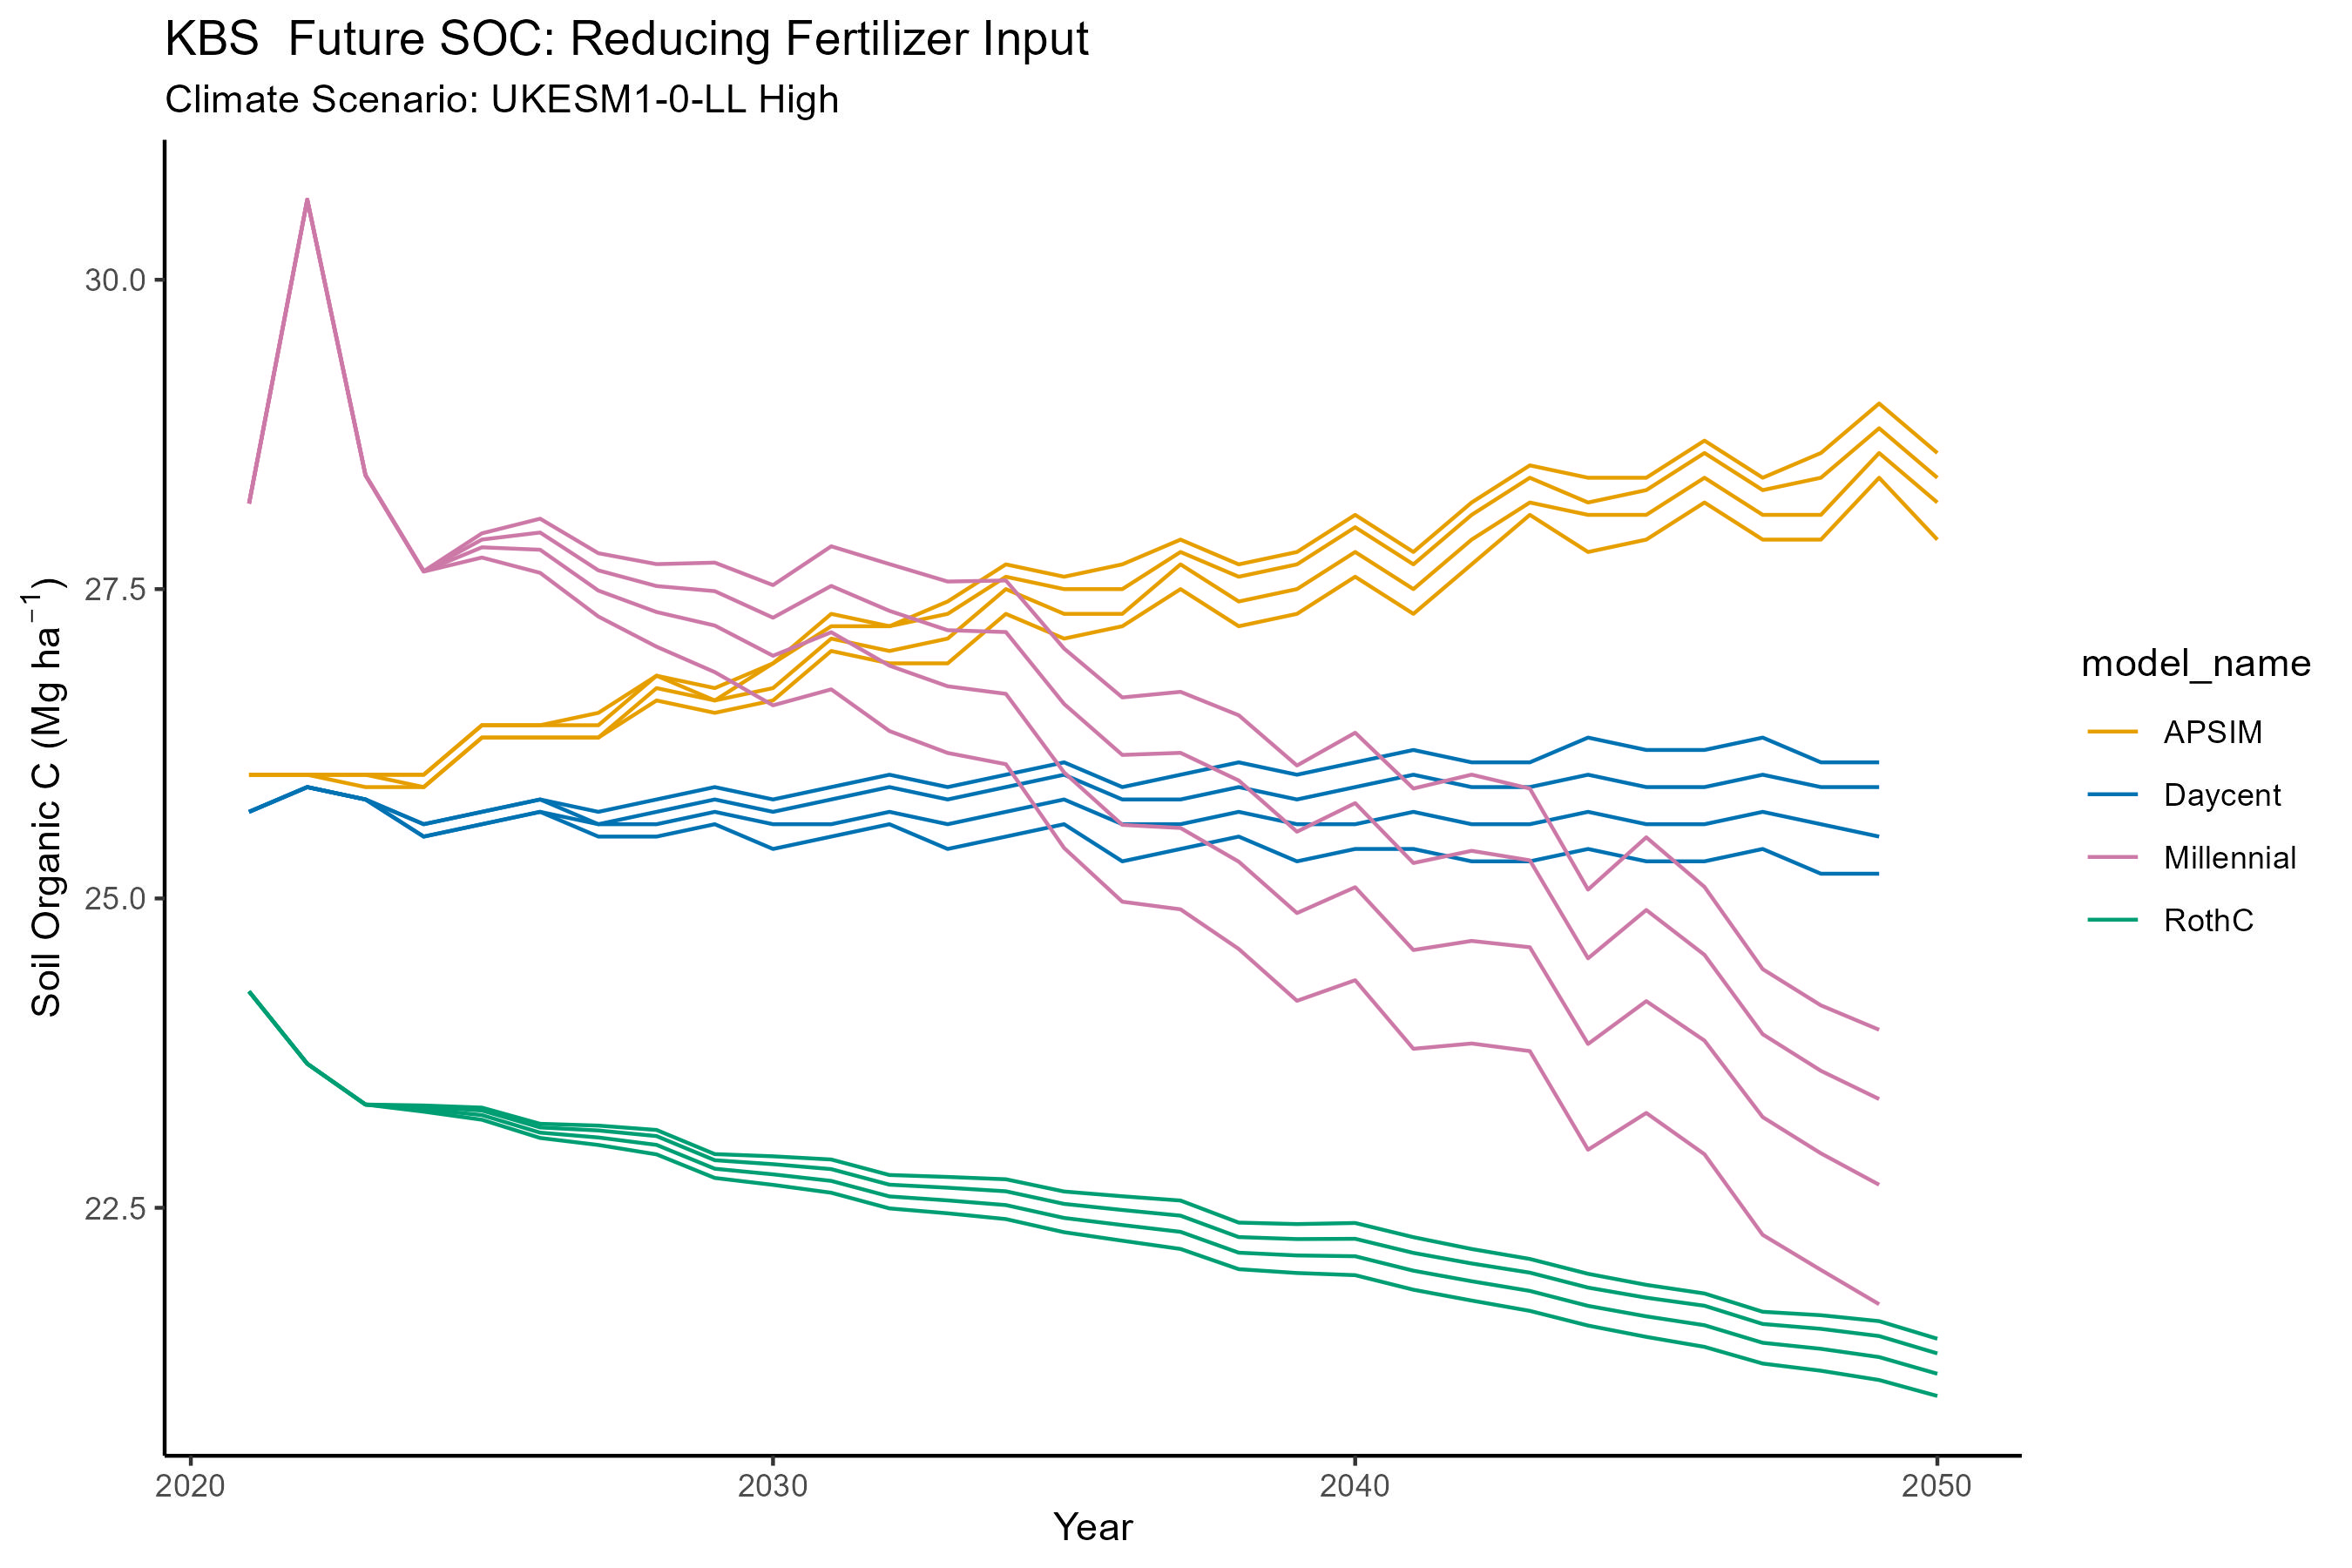 KBS  Future SOC: Reducing Fertilizer Input
Climate Scenario: UKESM1-0-LL High
Soil Organic C (Mg ha⁻¹)
30.0
27.5
25.0
22.5
2020 2030 2040 2050
Year
model_name
APSIM
Daycent
Millennial
RothC